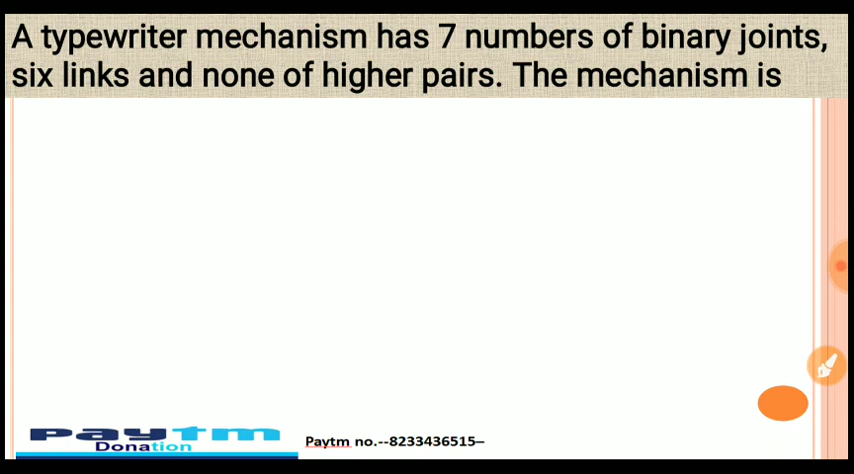 A typewriter mechanism has 7 numbers of binary joints,
six links and none of higher pairs. The mechanism is
paytm
Donation
Paytm no.--8233436515–